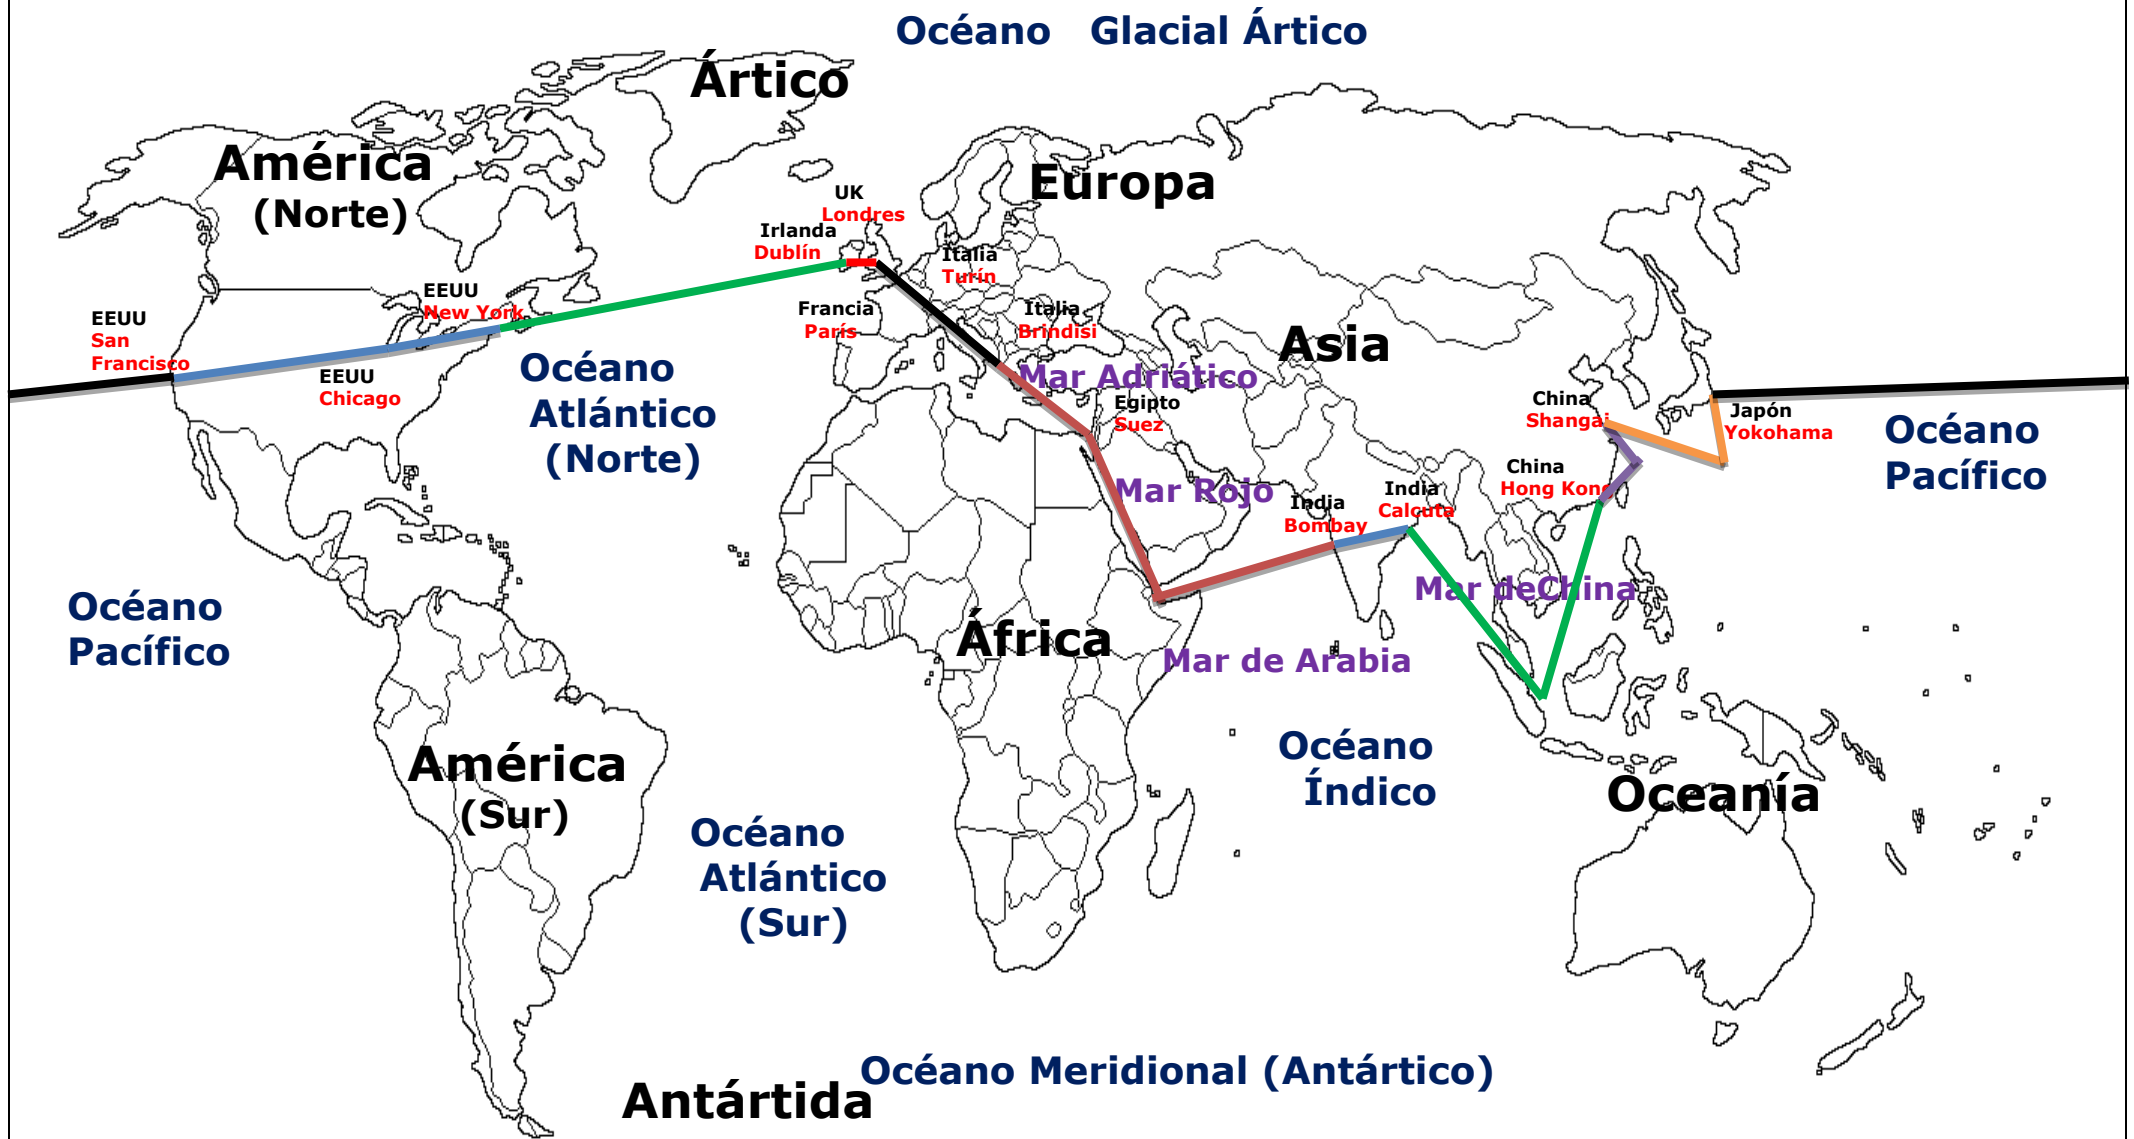 Océano Glacial Ártico
Ártico
América
(Norte)
Europa
UK
Londres
Irlanda
Dublín
Italia
Turín
EEUU
New York
Francia
París
Italia
Brindisi
EEUU
San
Francisco
EEUU
Chicago
Océano
Atlántico
(Norte)
Asia
Mar Adriático
Egipto
Suez
China
Shangai
Japón
Yokohama
Océano
Pacífico
Mar Rojo
India
Bombay
India
Calcuta
China
Hong Kong
Mar deChina
Océano
Pacífico
África
Mar de Arabia
América
(Sur)
Océano
Índico
Oceanía
Océano
Atlántico
(Sur)
Océano Meridional (Antártico)
Antártida